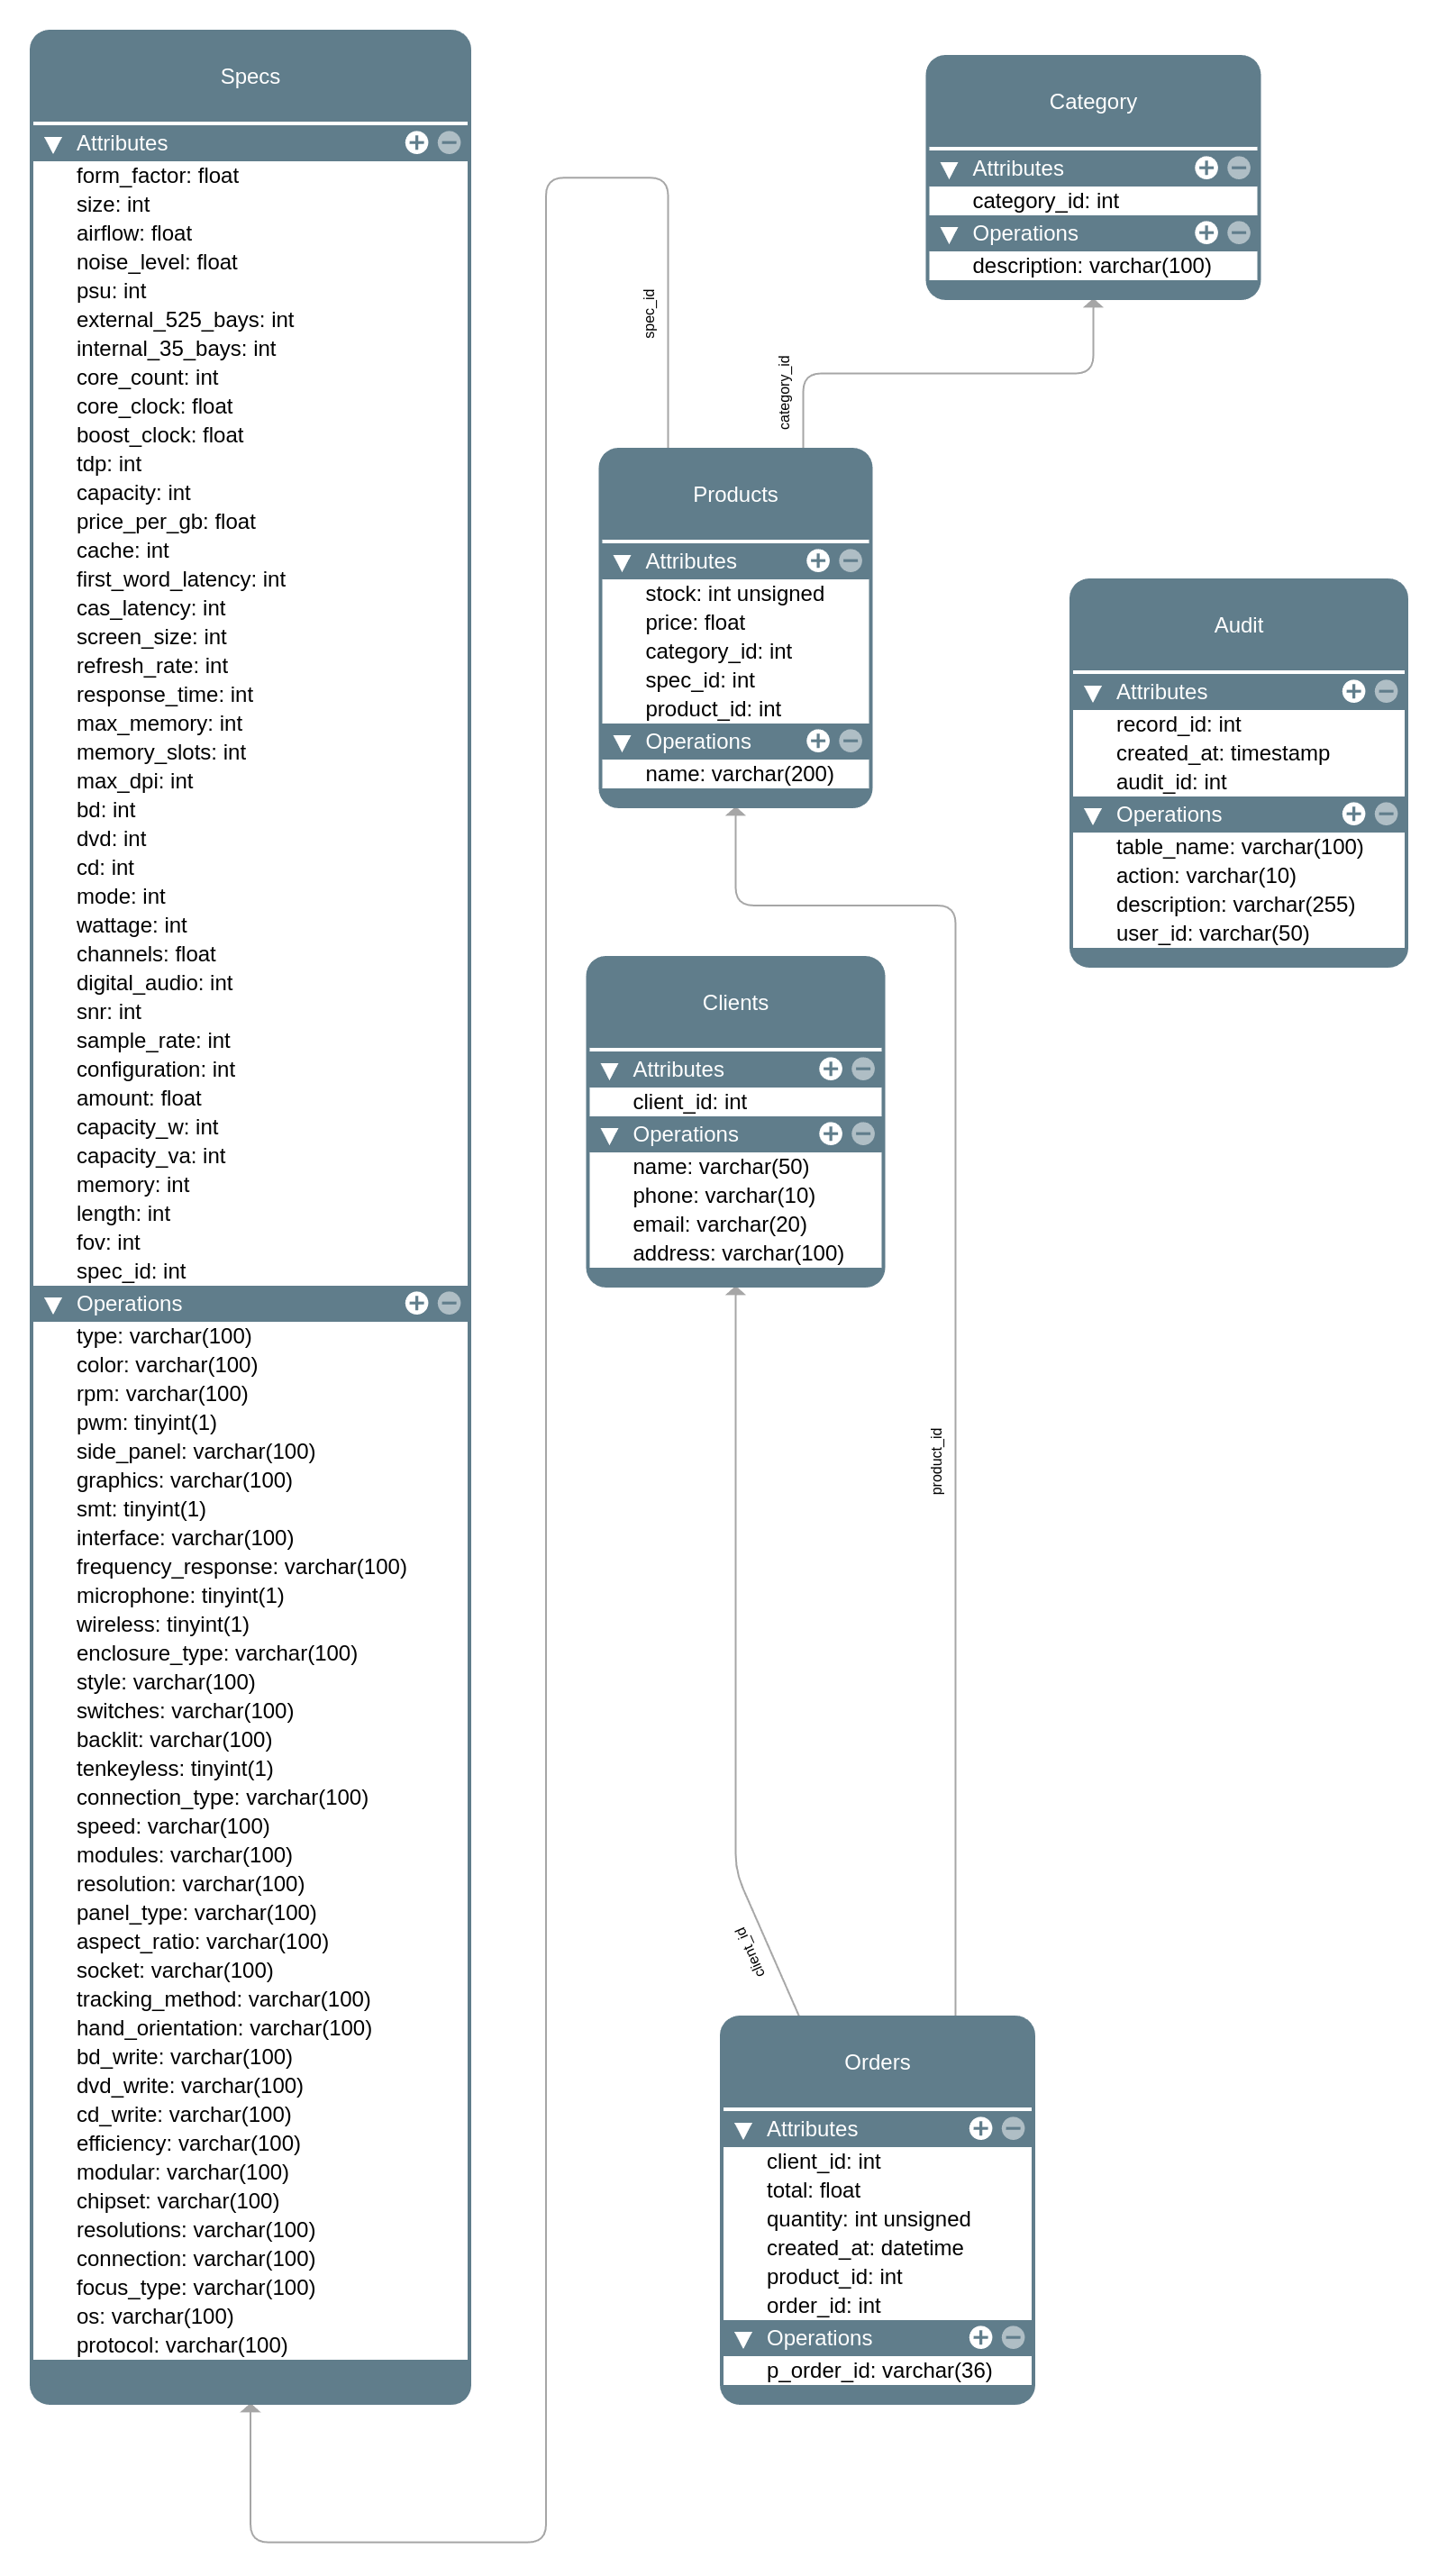 Specs
Attributes
form_factor: float
size: int
airflow: float
noise_level: float
psu: int
external_525_bays: int
internal_35_bays: int
core_count: int
core_clock: float
boost_clock: float
tdp: int
capacity: int
price_per_gb: float
cache: int
first_word_latency: int
cas_latency: int
screen_size: int
refresh_rate: int
response_time: int
max_memory: int
memory_slots: int
max_dpi: int
bd: int
dvd: int
cd: int
mode: int
wattage: int
channels: float
digital_audio: int
snr: int
sample_rate: int
configuration: int
amount: float
capacity_w: int
capacity_va: int
memory: int
length: int
fov: int
spec_id: int
Operations
type: varchar(100)
color: varchar(100)
rpm: varchar(100)
pwm: tinyint(1)
side_panel: varchar(100)
graphics: varchar(100)
smt: tinyint(1)
interface: varchar(100)
frequency_response: varchar(100)
microphone: tinyint(1)
wireless: tinyint(1)
enclosure_type: varchar(100)
style: varchar(100)
switches: varchar(100)
backlit: varchar(100)
tenkeyless: tinyint(1)
connection_type: varchar(100)
speed: varchar(100)
modules: varchar(100)
resolution: varchar(100)
panel_type: varchar(100)
aspect_ratio: varchar(100)
socket: varchar(100)
tracking_method: varchar(100)
hand_orientation: varchar(100)
bd_write: varchar(100)
dvd_write: varchar(100)
cd_write: varchar(100)
efficiency: varchar(100)
modular: varchar(100)
chipset: varchar(100)
resolutions: varchar(100)
connection: varchar(100)
focus_type: varchar(100)
os: varchar(100)
protocol: varchar(100)
spec_id
category_id
Category
Attributes
category_id: int
Operations
description: varchar(100)
Products
Attributes
stock: int unsigned
price: float
category_id: int
spec_id: int
product_id: int
Operations
name: varchar(200)
Audit
Attributes
record_id: int
created_at: timestamp
audit_id: int
Operations
table_name: varchar(100)
action: varchar(10)
description: varchar(255)
user_id: varchar(50)
Clients
Attributes
client_id: int
Operations
name: varchar(50)
phone: varchar(10)
email: varchar(20)
address: varchar(100)
product_id
client_id
Orders
Attributes
client_id: int
total: float
quantity: int unsigned
created_at: datetime
product_id: int
order_id: int
Operations
p_order_id: varchar(36)